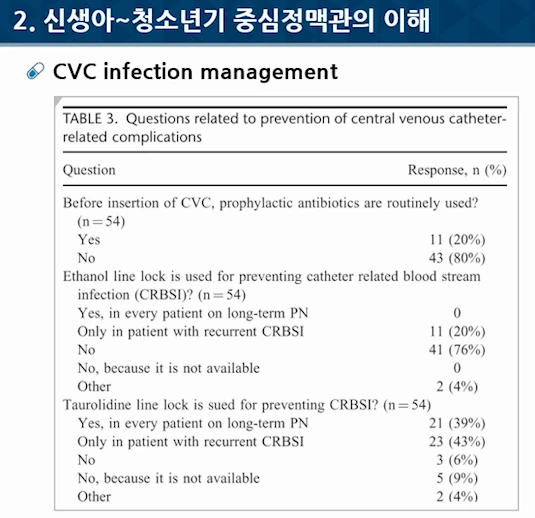 2. 신생아~청소년기 중심정맥관의 이해
CVC infection management
TABLE 3. Questions related to prevention of central venous catheter-
related complications
Question Response, n (%)
Before insertion of CVC, prophylactic antibiotics are routinely used?
(n=54)
Yes 11 (20%)
No 43 (80%)
Ethanol line lock is used for preventing catheter related blood stream
infection (CRBSI)? (n=54)
Yes, in every patient on long-term PN 0
Only in patient with recurrent CRBSI 11 (20%)
No 41 (76%)
No, because it is not available 0
Other 2 (4%)
Taurolidine line lock is sued for preventing CRBSI? (n=54)
Yes, in every patient on long-term PN 21 (39%)
Only in patient with recurrent CRBSI 23 (43%)
No 3 (6%)
No, because it is not available 5 (9%)
Other 2 (4%)